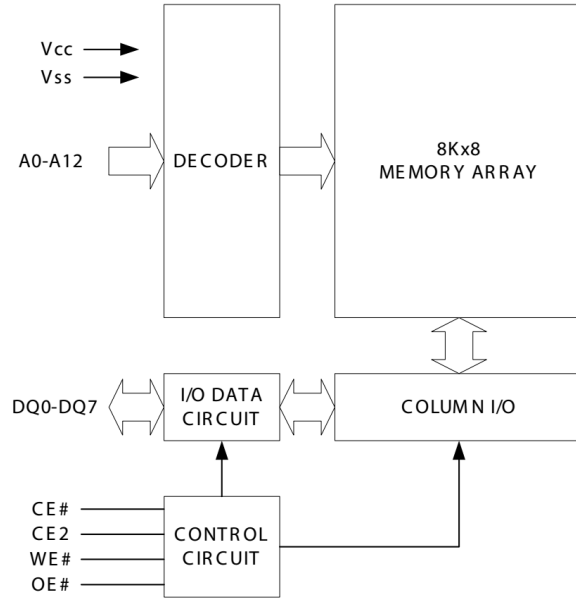 Vcc
Vss
A0-A12
DECODER
8Kx8
MEMORY ARRAY
DQ0-DQ7
I/O DATA
CIRCUIT
COLUMN I/O
CE#
CE2
WE#
OE#
CONTROL
CIRCUIT